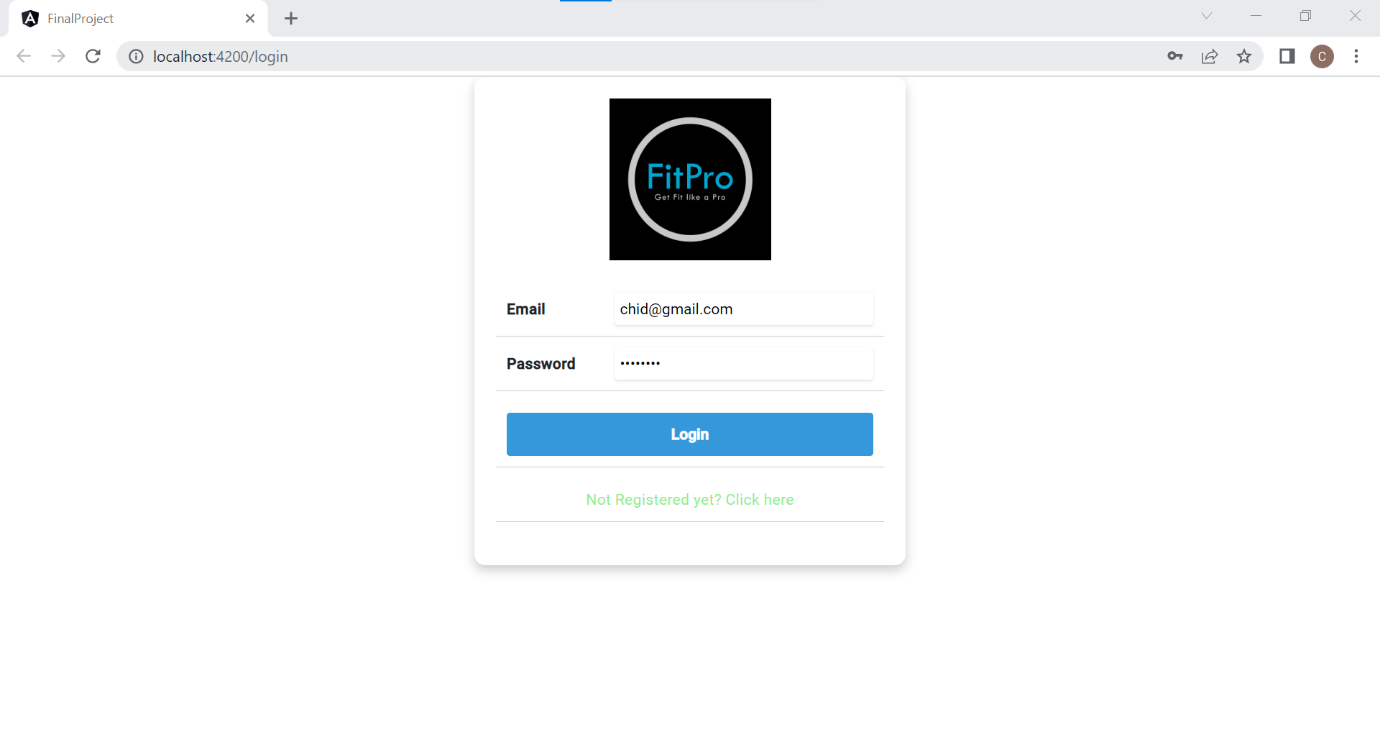 FinalProject
localhost:4200/login
C
FitPro
Get Fit like a Pro
Email chid@gmail.com
Password ••••••••
Login
Not Registered yet? Click here